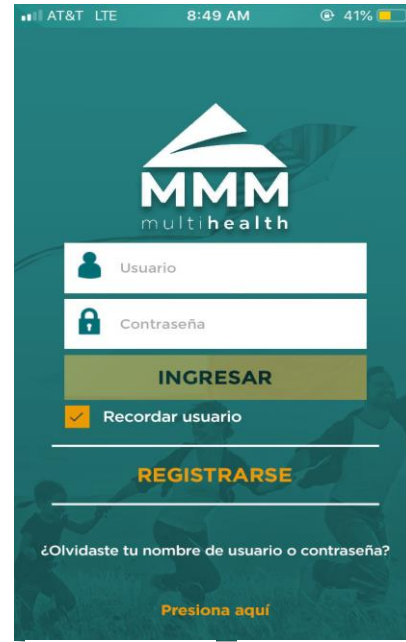 AT&T LTE 8:49 AM 41%
MMM
multihealth
Usuario
Contraseña
INGRESAR
Recordar usuario
REGISTRARSE
¿Olvidaste tu nombre de usuario o contraseña?
Presiona aquí